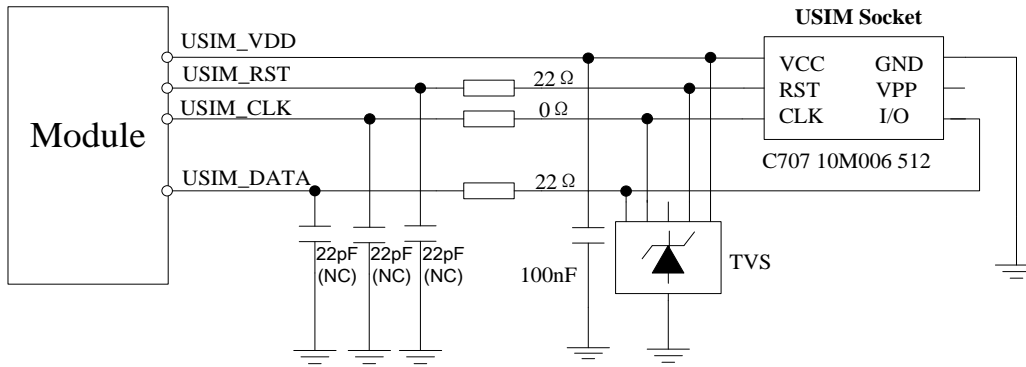 USIM Socket
USIM_VDD
USIM_RST
USIM_CLK
USIM_DATA
Module
22 Ω
0 Ω
22 Ω
VCC GND
RST VPP
CLK I/O
C707 10M006 512
22pF
(NC)
22pF
(NC)
22pF
(NC)
100nF
TVS